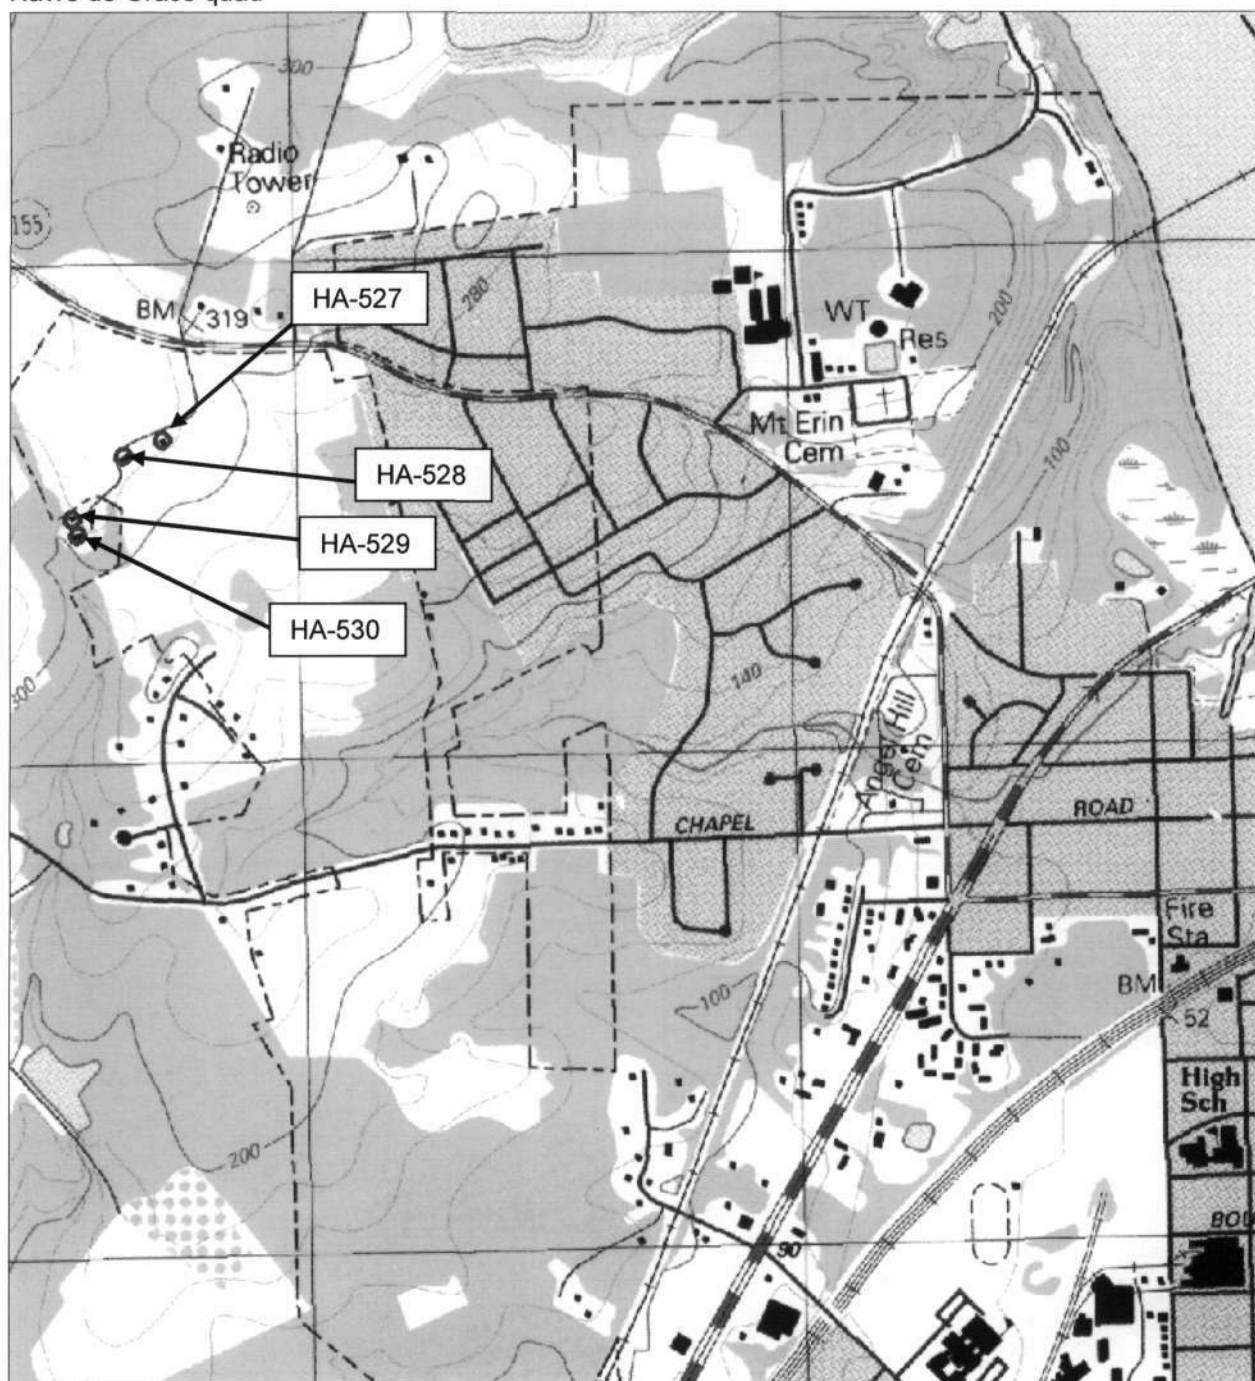 300
Radio
Tower
155
BM
319
HA-527
280
WT
Res
200
Mt Erin
Cem
HA-528
100
HA-529
HA-530
300
140
Angel Hill
Cem
CHAPEL
ROAD
Fire
Sta
BM
52
100
High
Sch
200
90